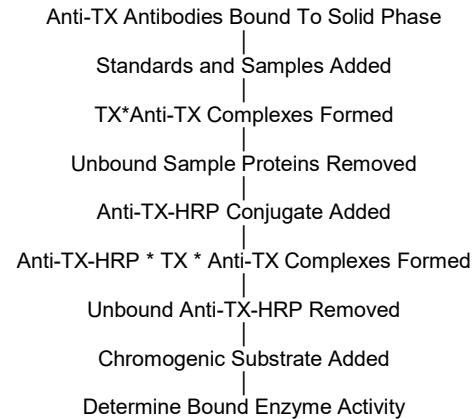 Anti-TX Antibodies Bound To Solid Phase
Standards and Samples Added
TX*Anti-TX Complexes Formed
Unbound Sample Proteins Removed
Anti-TX-HRP Conjugate Added
Anti-TX-HRP * TX * Anti-TX Complexes Formed
Unbound Anti-TX-HRP Removed
Chromogenic Substrate Added
Determine Bound Enzyme Activity